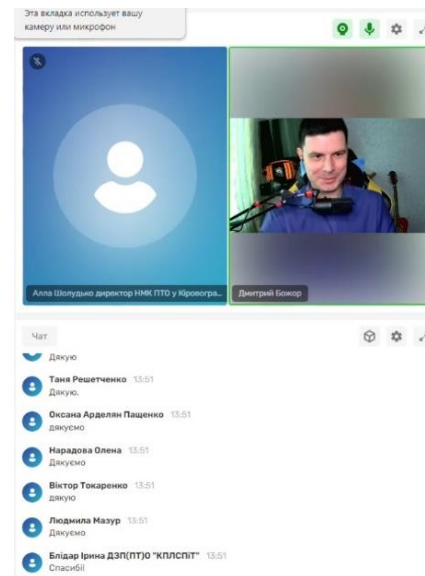 Эта вкладка использует вашу
камеру или микрофон
Алла Шолудько директор НМК ПТО у Кіровогра...
Дмитрий Божор
Чат
Дякую
Таня Решетченко 13:51
Дякую.
Оксана Арделян Пащенко 13:51
дякуємо
Нарадова Олена 13:51
Дякуємо
Віктор Токаренко 13:51
дякую
Людмила Мазур 13:51
Дякуємо
Блідар Ірина ДЗП(ПТ)О "КПЛСПіТ" 13:51
Спасибі!